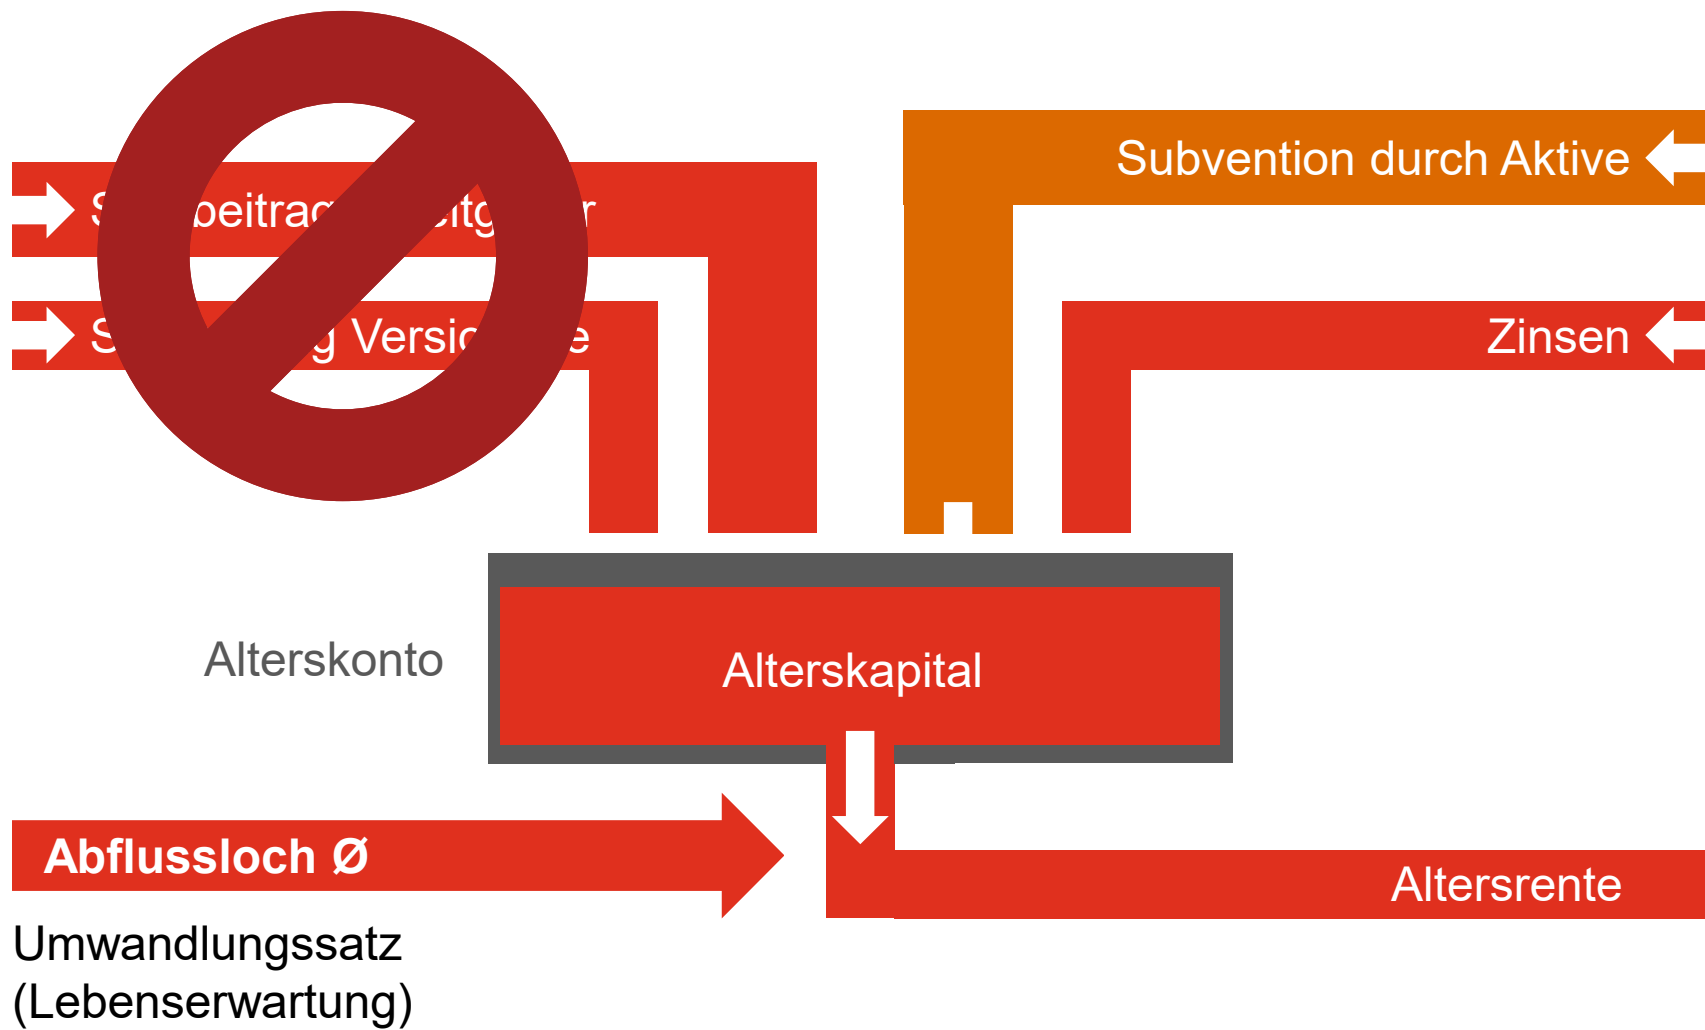 Subvention durch Aktive
Zinsen
Alterskonto
Alterskapital
Abflussloch Ø
Altersrente
Umwandlungssatz
(Lebenserwartung)